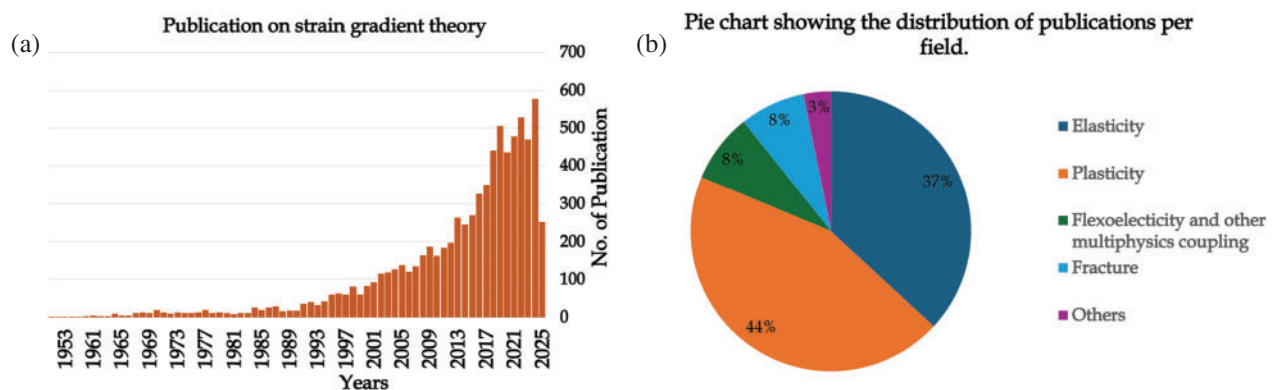 (a)
Publication on strain gradient theory
700
600
500
400
300
200
100
0
No. of Publication
1953
1961
1965
1969
1973
1977
1981
1985
1989
1993
1997
2001
2005
2009
2013
2017
2021
2025
Years
(b)
Pie chart showing the distribution of publications per
field.
3%
8%
8%
37%
44%
Elasticity
Plasticity
Flexoelecticity and other
multiphysics coupling
Fracture
Others